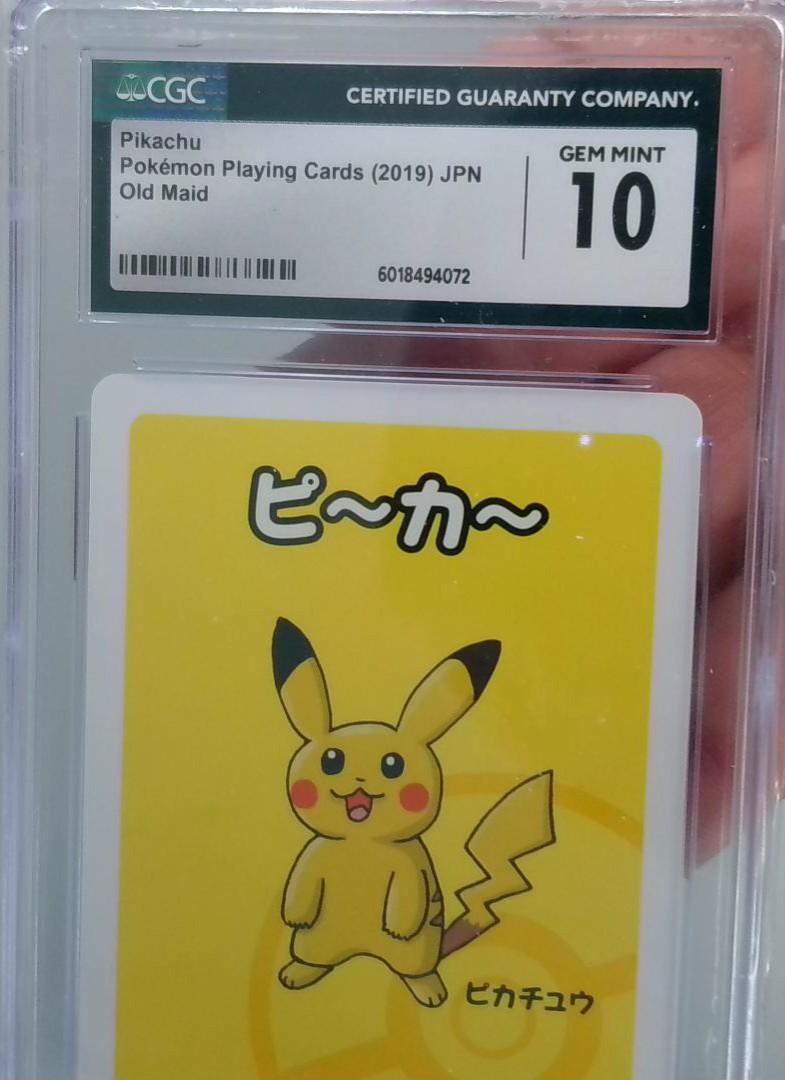 CGC
CERTIFIED GUARANTY COMPANY.
Pikachu
Pokémon Playing Cards (2019) JPN
Old Maid
GEM MINT
10
6018494072
ピ〜カ〜
ピカチュウ